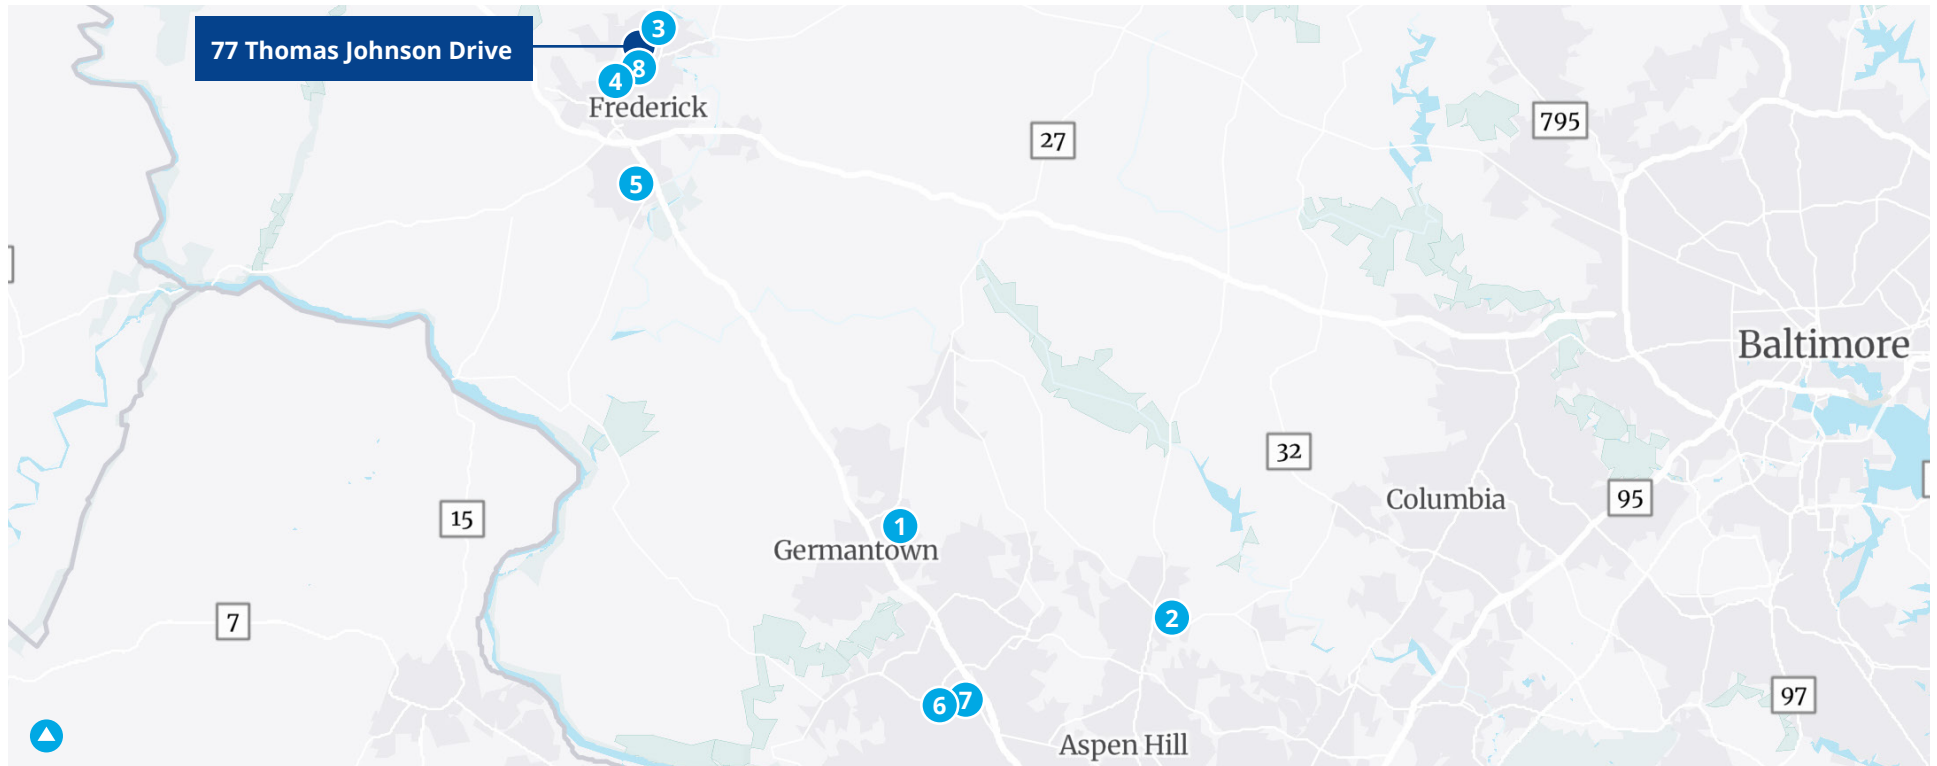 3
77 Thomas Johnson Drive
8
4
Frederick
795
27
5
Baltimore
32
95
Columbia
15
1
Germantown
2
7
97
6
7
Aspen Hill